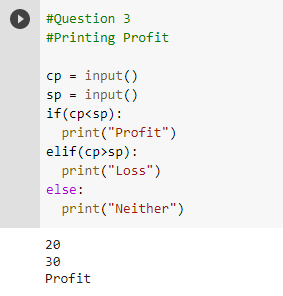 #Question 3
#Printing Profit
cp = input()
sp = input()
if(cp<sp):
  print("Profit")
elif(cp>sp):
  print("Loss")
else:
  print("Neither")
20
30
Profit